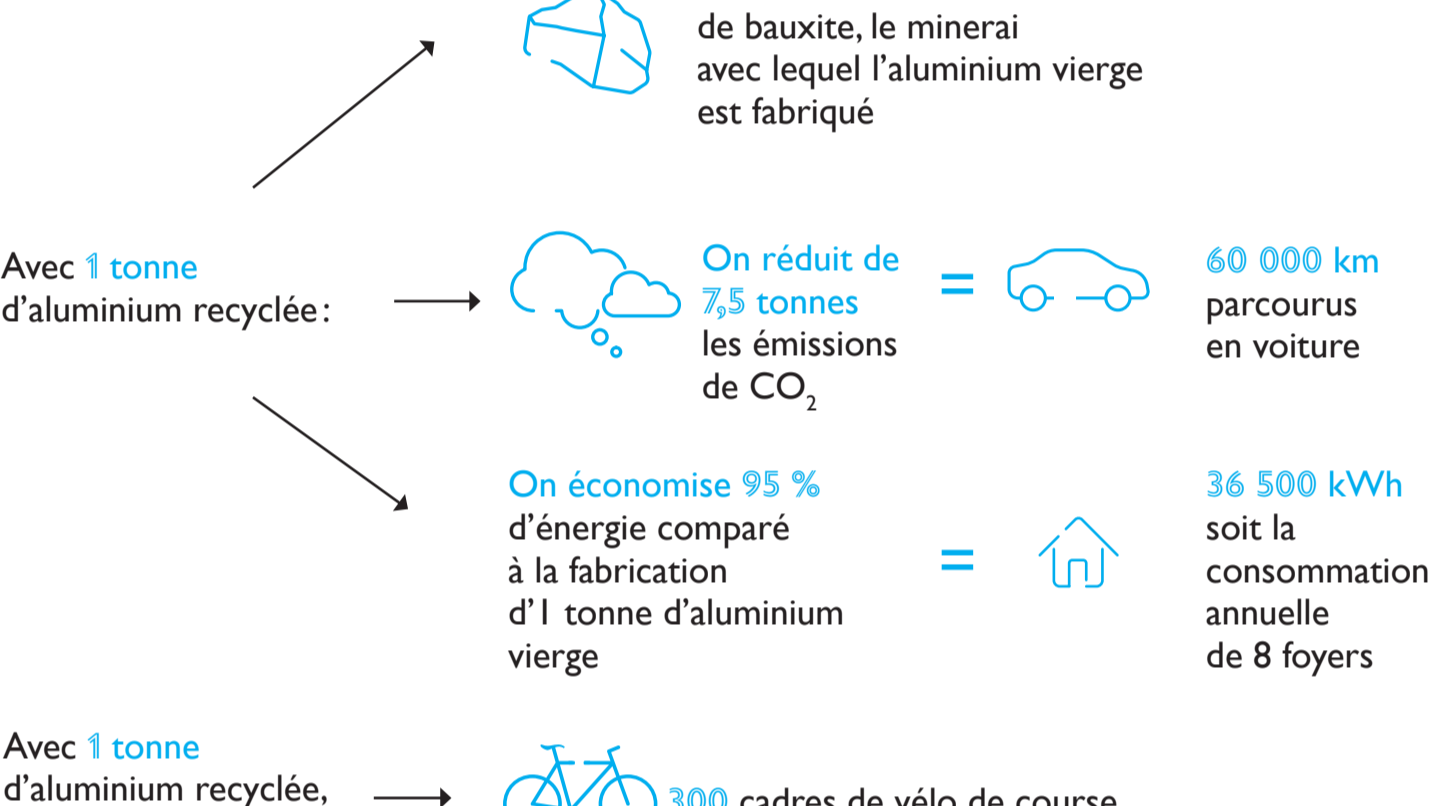 de bauxite, le minerai
avec lequel l’aluminium vierge
est fabriqué
Avec 1 tonne
d’aluminium recyclée :
On réduit de
7,5 tonnes
les émissions
de CO₂
=
60 000 km
parcourus
en voiture
On économise 95 %
d’énergie comparé
à la fabrication
d’1 tonne d’aluminium
vierge
=
36 500 kWh
soit la
consommation
annuelle
de 8 foyers
Avec 1 tonne
d’aluminium recyclée,
300 cadres de vélo de course